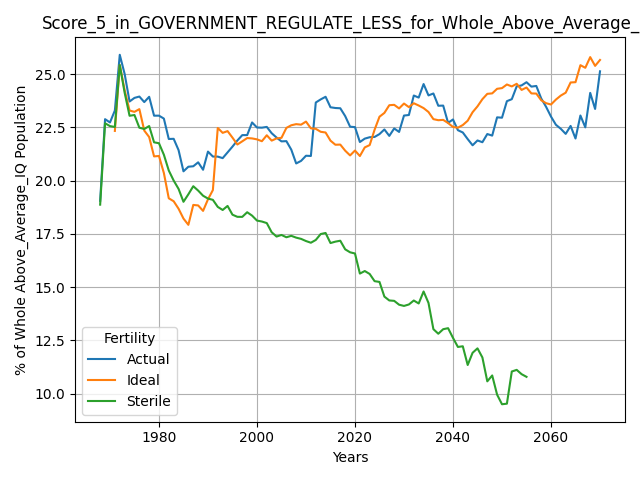 Score_5_in_GOVERNMENT_REGULATE_LESS_for_Whole_Above_Average_
% of Whole Above_Average_IQ Population
25.0
22.5
20.0
17.5
15.0
12.5
10.0
Fertility
Actual
Ideal
Sterile
1980 2000 2020 2040 2060
Years